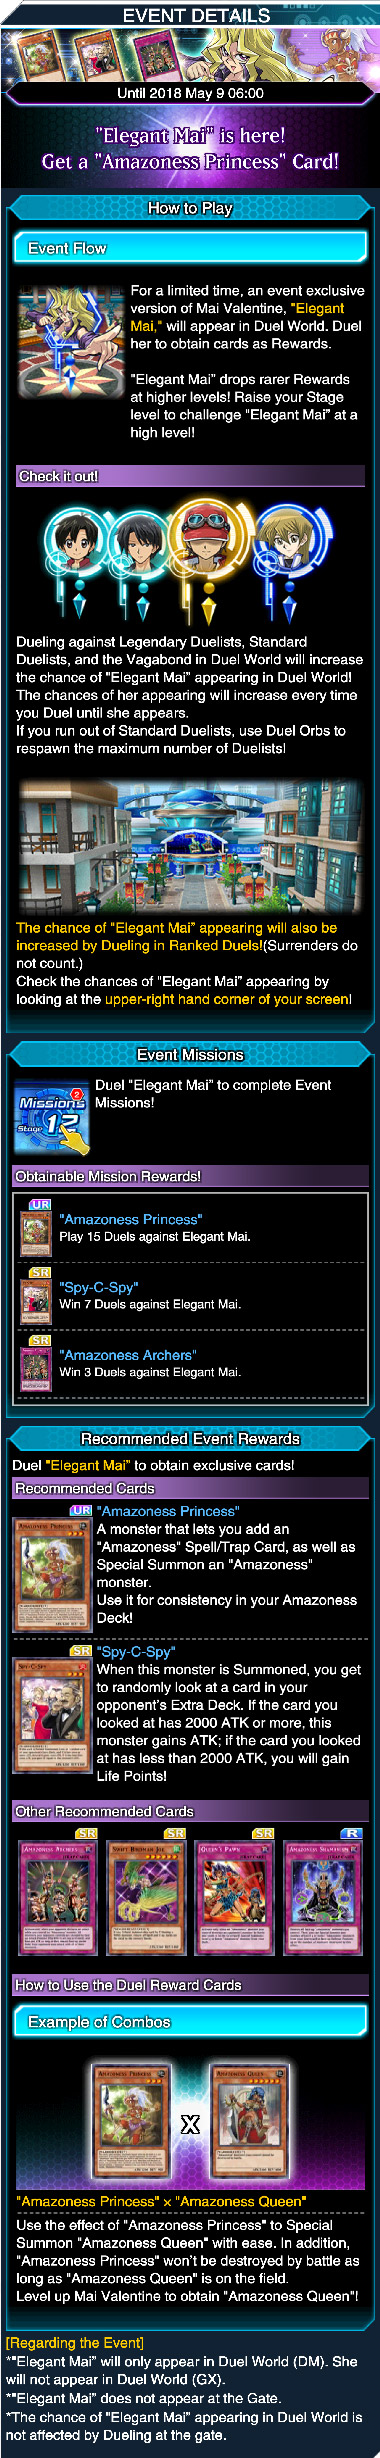 EVENT DETAILS
Until 2018 May 9 06:00
"Elegant Mai" is here!
Get a "Amazoness Princess" Card!
How to Play
Event Flow
For a limited time, an event exclusive
version of Mai Valentine, "Elegant
Mai," will appear in Duel World. Duel
her to obtain cards as Rewards.
"Elegant Mai" drops rarer Rewards
at higher levels! Raise your Stage
level to challenge "Elegant Mai" at a
high level!
Check it out!
Dueling against Legendary Duelists, Standard
Duelists, and the Vagabond in Duel World will increase
the chance of "Elegant Mai" appearing in Duel World!
The chances of her appearing will increase every time
you Duel until she appears.
If you run out of Standard Duelists, use Duel Orbs to
respawn the maximum number of Duelists!
The chance of "Elegant Mai" appearing will also be
increased by Dueling in Ranked Duels!(Surrenders do
not count.)
Check the chances of "Elegant Mai" appearing by
looking at the upper-right hand corner of your screen!
Event Missions
Missions
2
Stage 12
Duel "Elegant Mai" to complete Event
Missions!
Obtainable Mission Rewards!
UR
"Amazoness Princess"
Play 15 Duels against Elegant Mai.
SR
"Spy-C-Spy"
Win 7 Duels against Elegant Mai.
SR
"Amazoness Archers"
Win 3 Duels against Elegant Mai.
Recommended Event Rewards
Duel "Elegant Mai" to obtain exclusive cards!
Recommended Cards
UR
Amazoness Princess
"Amazoness Princess"
A monster that lets you add an
"Amazoness" Spell/Trap Card, as well as
Special Summon an "Amazoness"
monster.
Use it for consistency in your Amazoness
Deck!
SR
Spy-C-Spy
"Spy-C-Spy"
When this monster is Summoned, you get
to randomly look at a card in your
opponent's Extra Deck. If the card you
looked at has 2000 ATK or more, this
monster gains ATK; if the card you looked
at has less than 2000 ATK, you will gain
Life Points!
Other Recommended Cards
SR
SR
SR
R
Amazoness Archers
Swift Birdman Joe
Queen's Pawn
Amazoness Shamanism
How to Use the Duel Reward Cards
Example of Combos
Amazoness Princess
X
Amazoness Queen
"Amazoness Princess" × "Amazoness Queen"
Use the effect of "Amazoness Princess" to Special
Summon "Amazoness Queen" with ease. In addition,
"Amazoness Princess" won't be destroyed by battle as
long as "Amazoness Queen" is on the field.
Level up Mai Valentine to obtain "Amazoness Queen"!
[Regarding the Event]
*"Elegant Mai" will only appear in Duel World (DM). She
will not appear in Duel World (GX).
*"Elegant Mai" does not appear at the Gate.
*The chance of "Elegant Mai" appearing in Duel World is
not affected by Dueling at the gate.